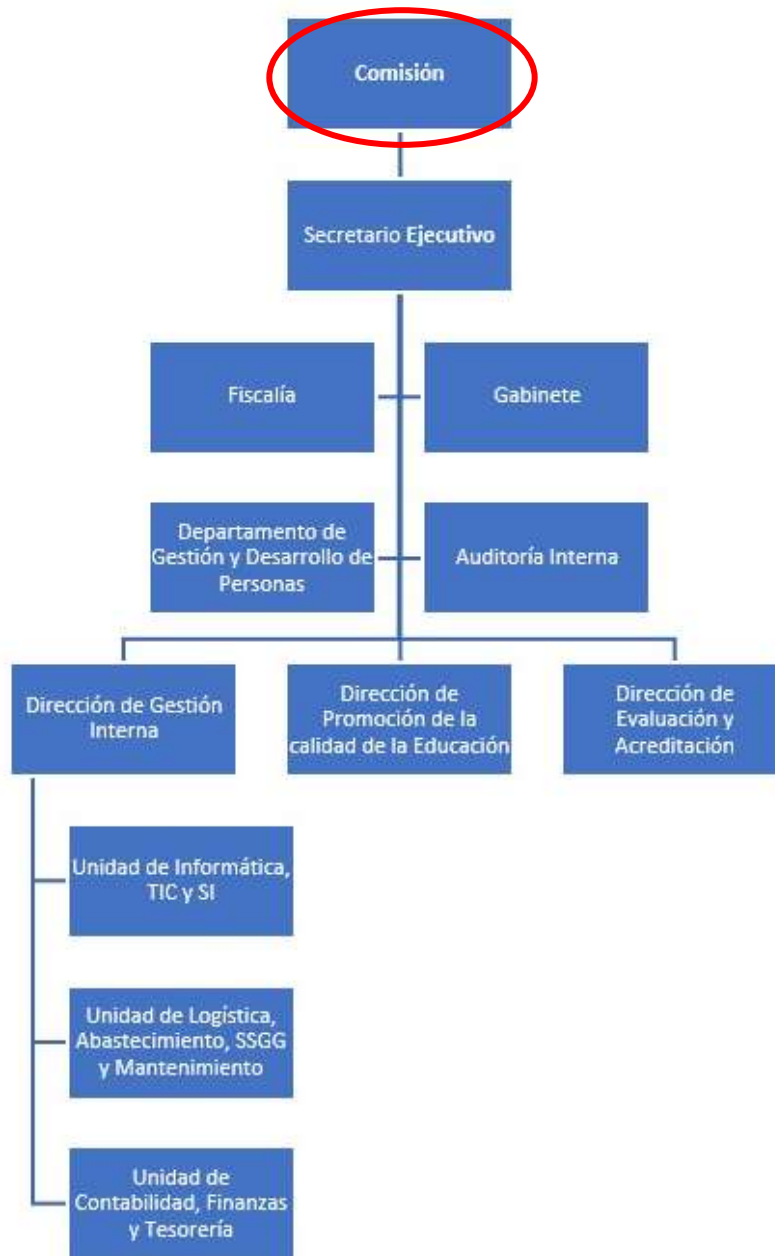 Comisión
Secretario Ejecutivo
Fiscalía
Gabinete
Departamento de
Gestión y Desarrollo de
Personas
Auditoría Interna
Dirección de Gestión
Interna
Dirección de
Promoción de la
calidad de la Educación
Dirección de
Evaluación y
Acreditación
Unidad de Informática,
TIC y SI
Unidad de Logística,
Abastecimiento, SSGG
y Mantenimiento
Unidad de
Contabilidad, Finanzas
y Tesorería